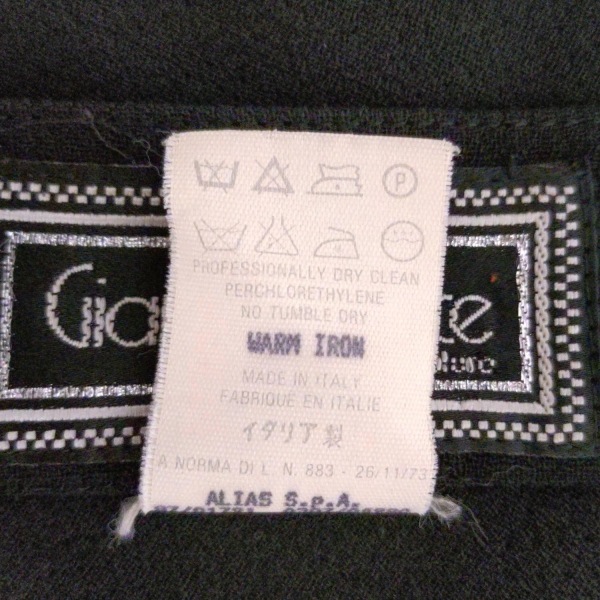 P
PROFESSIONALLY DRY CLEAN
PERCHLORETHYLENE
NO TUMBLE DRY
WARM IRON
MADE IN ITALY
FABRIQUE EN ITALIE
イタリア製
A NORMA DI L. N. 883 - 26/11/73
ALIAS S.p.A.